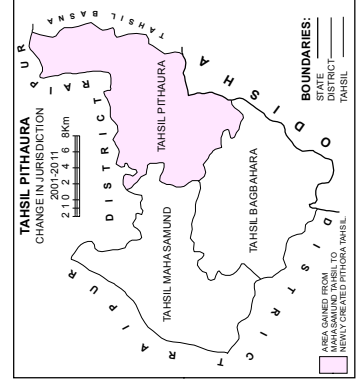 TAHSIL PITHAURA
CHANGE IN JURISDICTION
2001-2011
2 1 0 2 4 6 8Km
RAIPUR
DISTRICT
TAHSIL BASNA
TAHSIL PITHAURA
TAHSIL MAHASAMUND
TAHSIL BAGBAHARA
RAIPUR
DISTRICT
ODISHA
BOUNDARIES:
STATE
DISTRICT
TAHSIL
AREA GAINED FROM
MAHASAMUND TAHSIL TO
NEWLY CREATED PITHORA TAHSIL